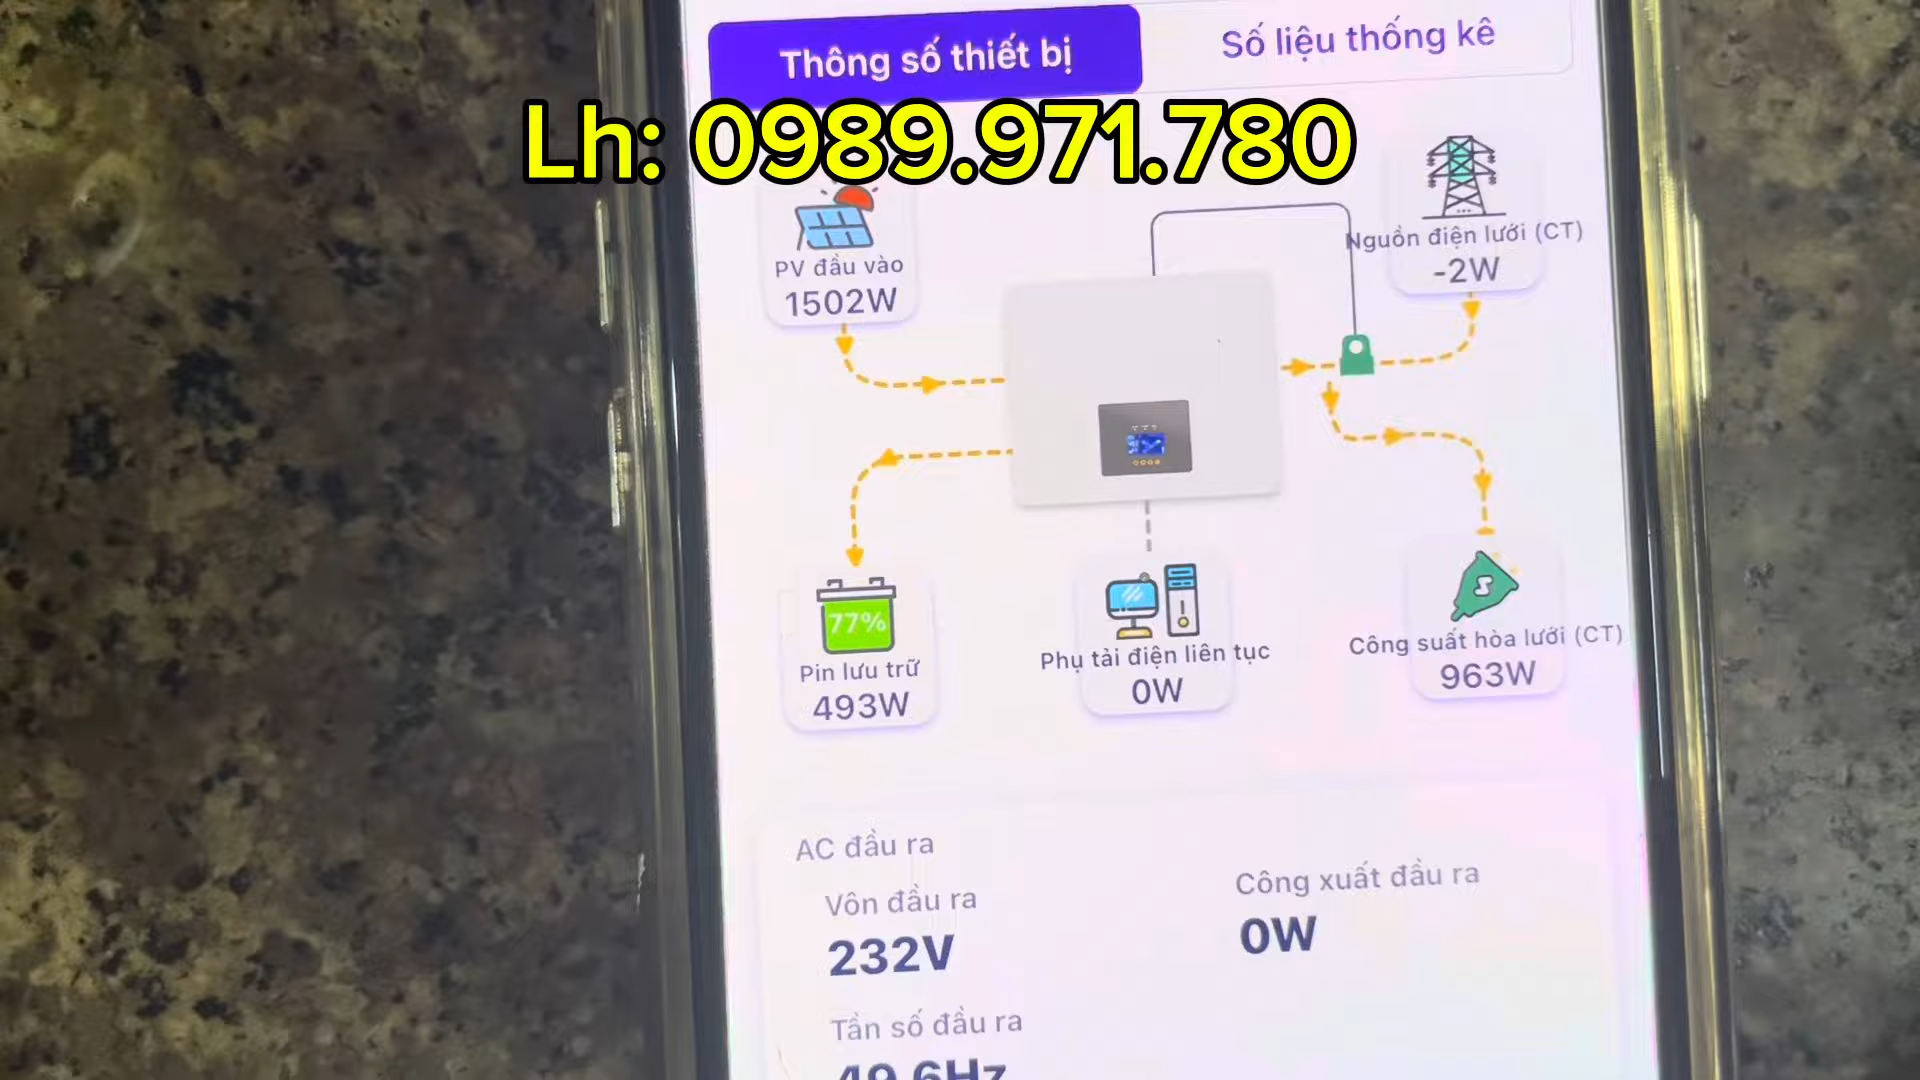 Thông số thiết bị
Số liệu thống kê
Lh: 0989.971.780
PV đầu vào
1502W
Nguồn điện lưới (CT)
-2W
77%
Pin lưu trữ
493W
Phụ tải điện liên tục
0W
Công suất hòa lưới (CT)
963W
AC đầu ra
Vôn đầu ra
232V
Công xuất đầu ra
0W
Tần số đầu ra
49.6Hz